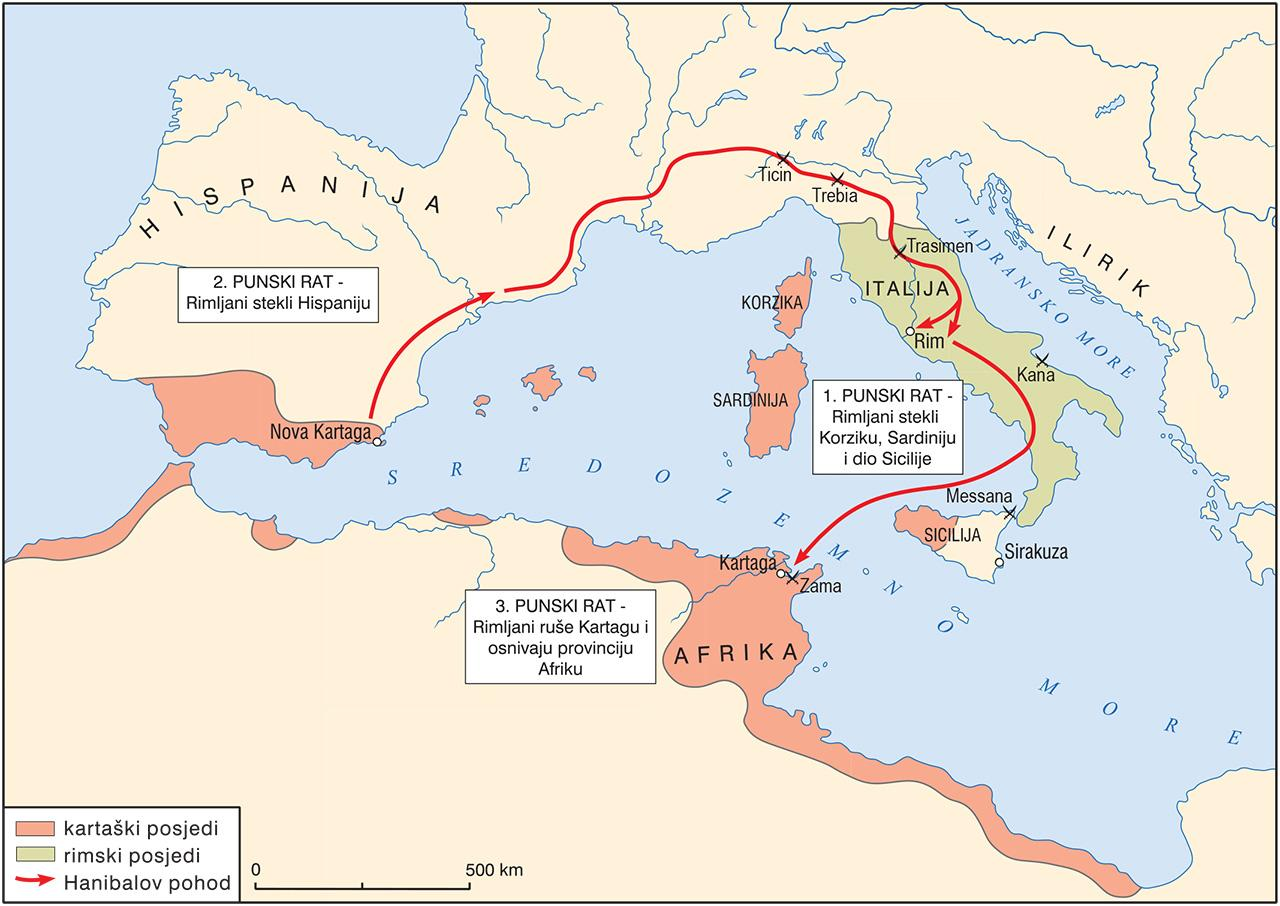 HISPANIJA
2. PUNSKI RAT -
Rimljani stekli Hispaniju
Nova Kartaga
Ticin
Trebia
Trasimen
ITALIJA
Rim
Kana
JADRANSKO MORE
ILIRIK
KORZIKA
SARDINIJA
1. PUNSKI RAT -
Rimljani stekli
Korziku, Sardiniju
i dio Sicilije
SREDOZEMNO MORE
Messana
SICILIJA
Sirakuza
Kartaga
Zama
3. PUNSKI RAT -
Rimljani ruše Kartagu i
osnivaju provinciju
Afriku
AFRIKA
kartaški posjedi
rimski posjedi
Hanibalov pohod
0 500 km